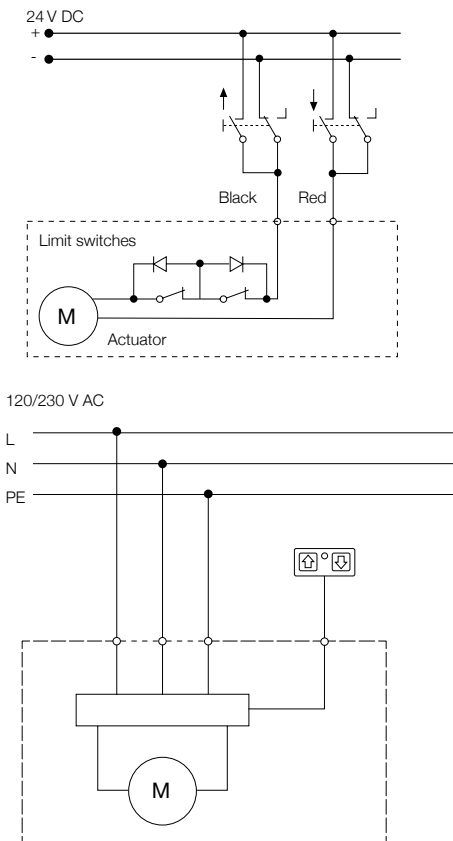 24 V DC
+
-
Black Red
Limit switches
M
Actuator
120/230 V AC
L
N
PE
M